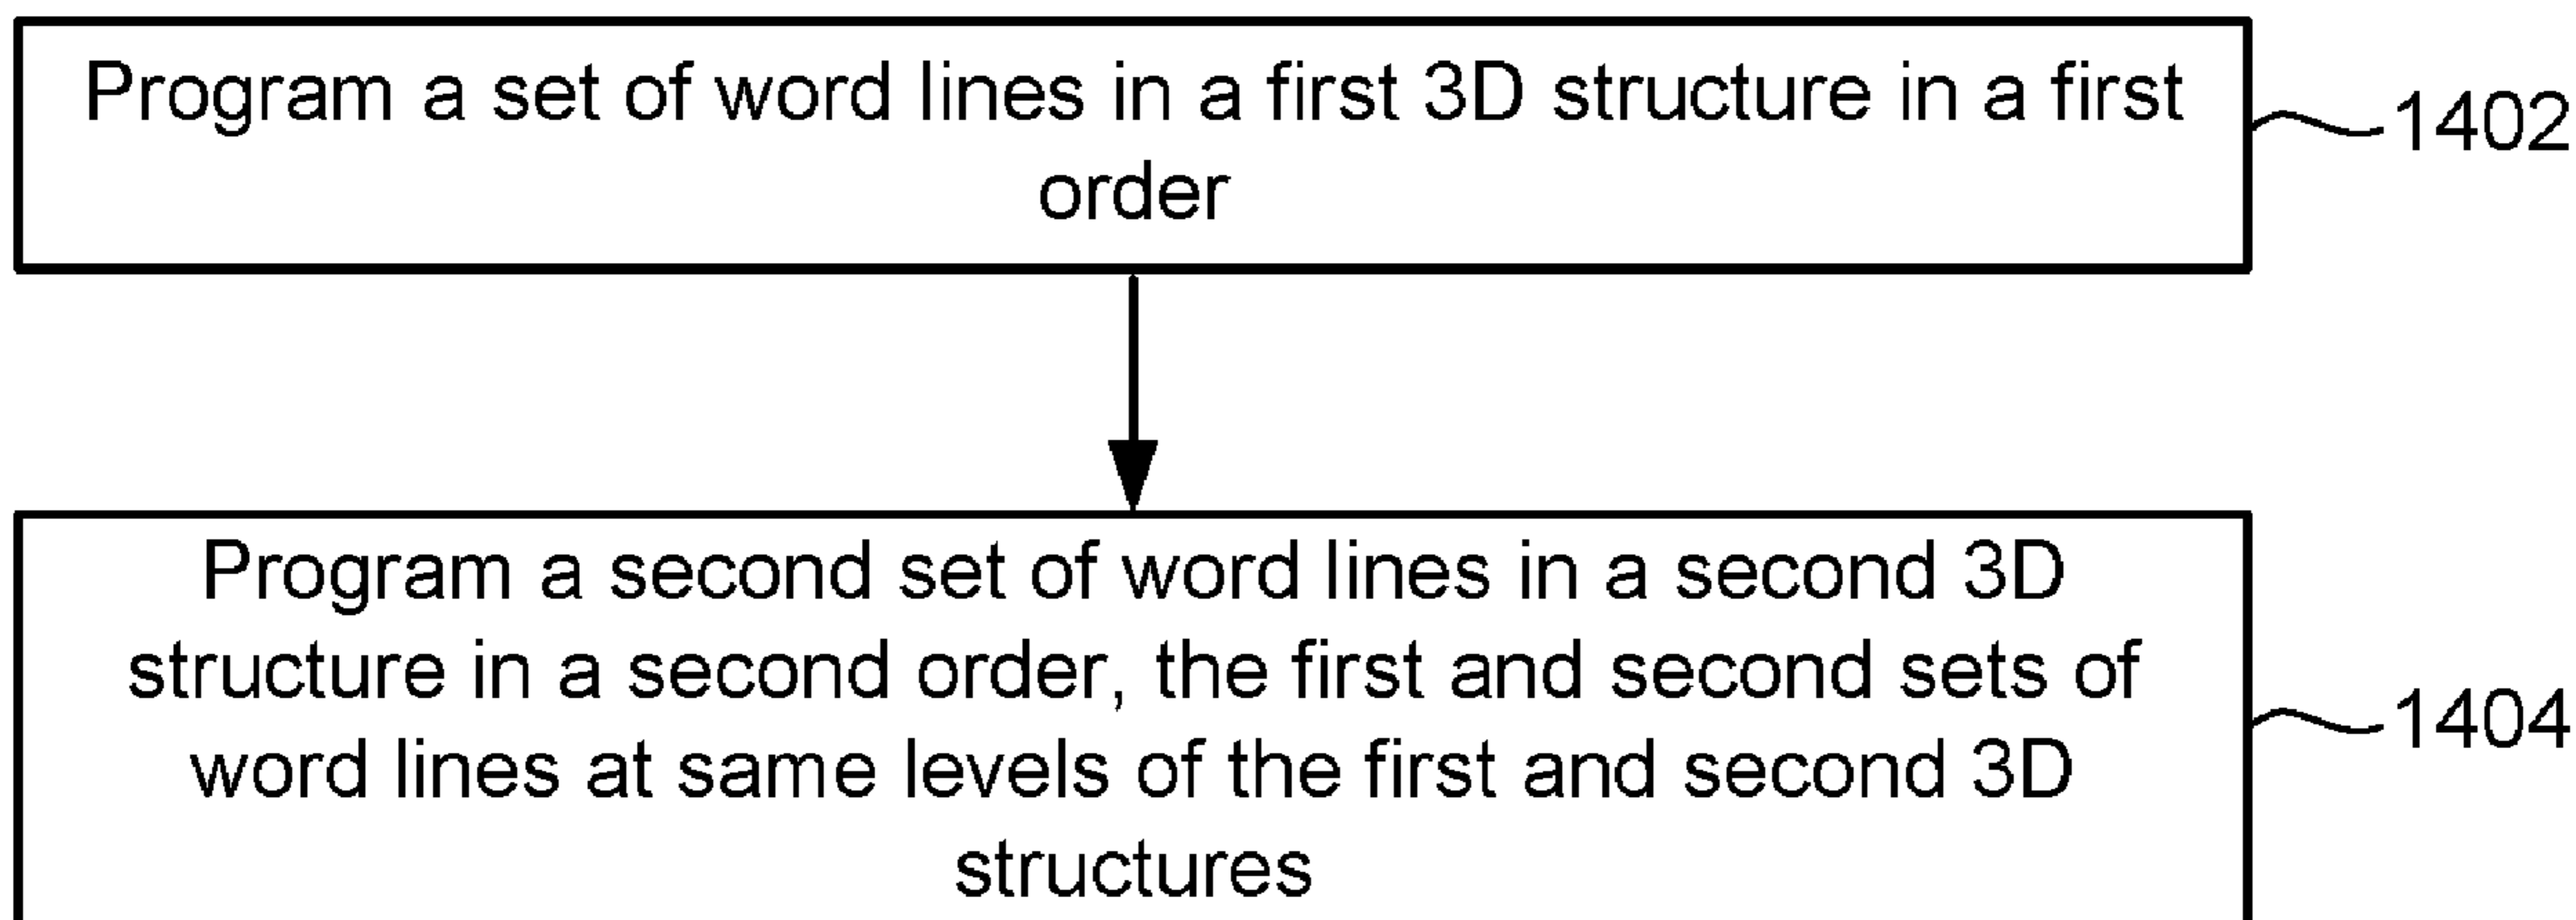 Program a set of word lines in a first 3D structure in a first
order
1402
Program a second set of word lines in a second 3D
structure in a second order, the first and second sets of
word lines at same levels of the first and second 3D
structures
1404